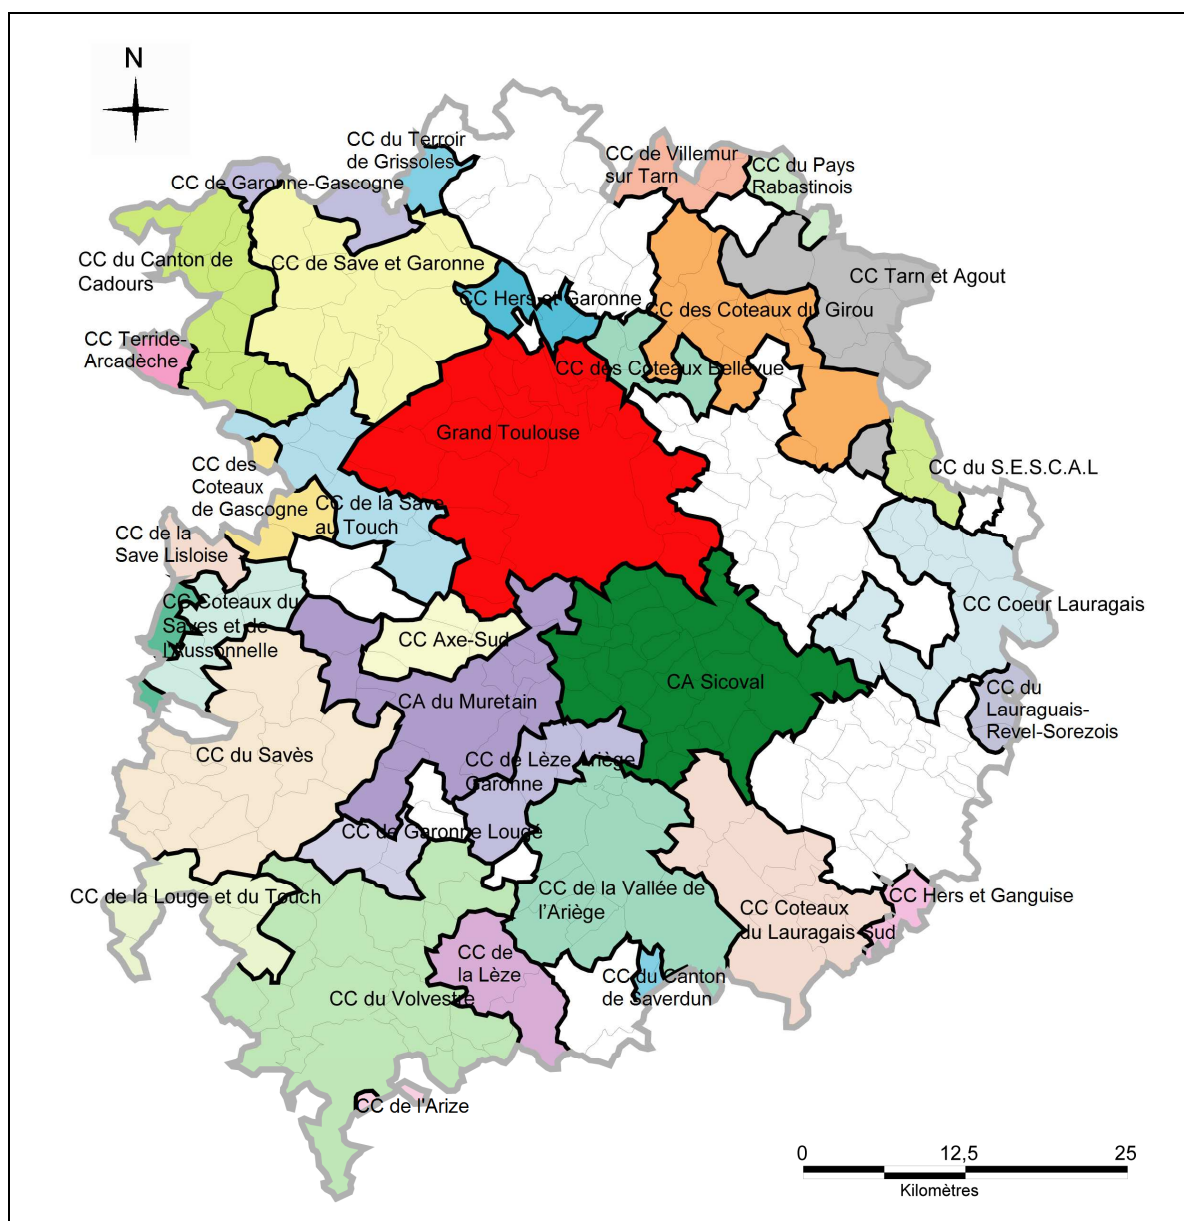 N
CC du Terroir
de Grissoles
CC de Villemur
sur Tarn
CC du Pays
Rabastinois
CC de Garonne-Gascogne
CC du Canton de
Cadours
CC de Save et Garonne
CC Tarn et Agout
CC Hers et Garonne
CC des Coteaux du Girou
CC Terride-
Arcadèche
CC des Coteaux Bellevue
Grand Toulouse
CC des
Coteaux
de Gascogne
CC du S.E.S.C.A.L
CC de la Save
au Touch
CC de la
Save Lisloise
CC Coteaux du
Saves et de
l'Aussonnelle
CC Coeur Lauragais
CC Axe-Sud
CA Sicoval
CA du Muretain
CC du
Lauraguais-
Revel-Sorezois
CC du Savès
CC de Lèze Ariège
Garonne
CC de Garonne Louge
CC de la Louge et du Touch
CC de la Vallée de
l'Ariège
CC Hers et Ganguise
CC Coteaux
du Lauragais Sud
CC de
la Lèze
CC du Canton
de Saverdun
CC du Volvestre
CC de l'Arize
0 12,5 25
Kilomètres